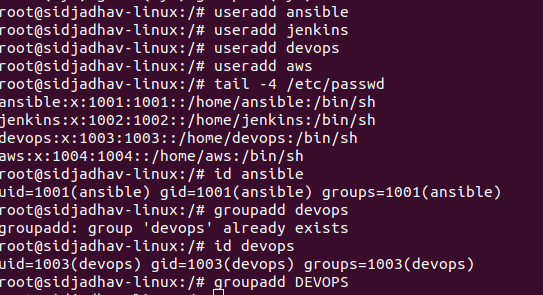 root@sidjadhav-linux:/# useradd ansible
root@sidjadhav-linux:/# useradd jenkins
root@sidjadhav-linux:/# useradd devops
root@sidjadhav-linux:/# useradd aws
root@sidjadhav-linux:/# tail -4 /etc/passwd
ansible:x:1001:1001::/home/ansible:/bin/sh
jenkins:x:1002:1002::/home/jenkins:/bin/sh
devops:x:1003:1003::/home/devops:/bin/sh
aws:x:1004:1004::/home/aws:/bin/sh
root@sidjadhav-linux:/# id ansible
uid=1001(ansible) gid=1001(ansible) groups=1001(ansible)
root@sidjadhav-linux:/# groupadd devops
groupadd: group 'devops' already exists
root@sidjadhav-linux:/# id devops
uid=1003(devops) gid=1003(devops) groups=1003(devops)
root@sidjadhav-linux:/# groupadd DEVOPS